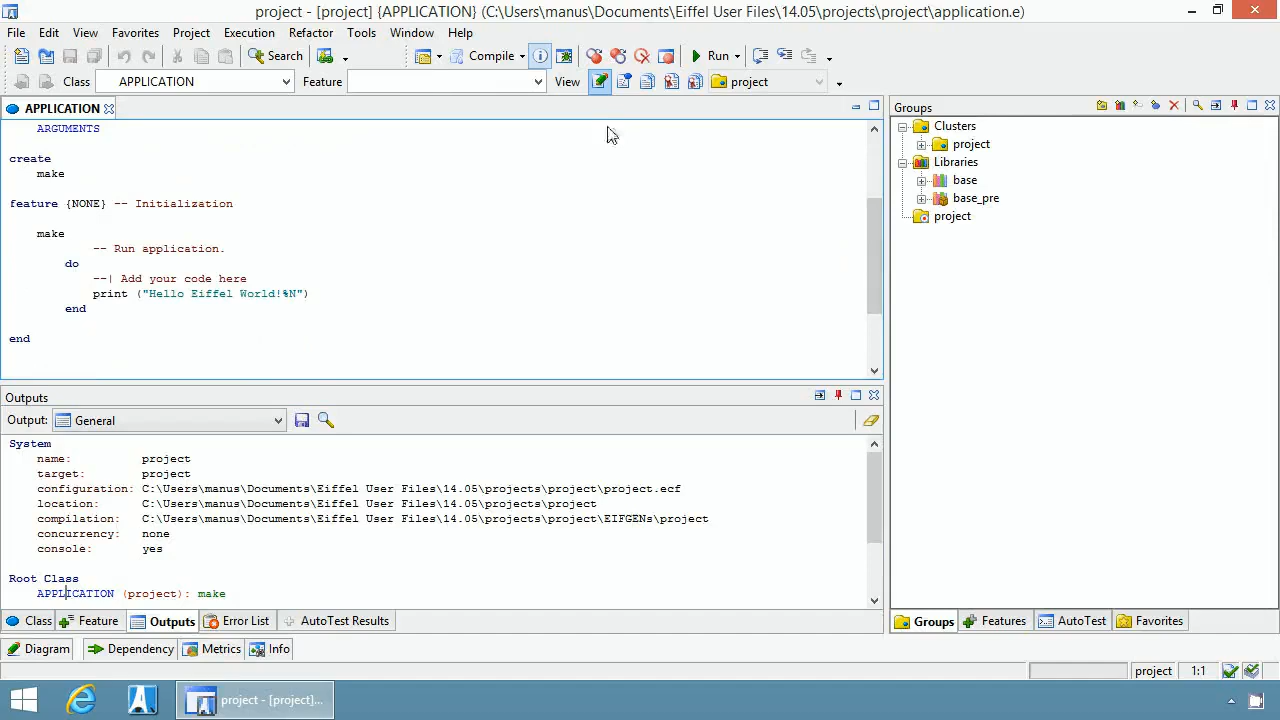 project - [project] {APPLICATION} (C:\Users\manus\Documents\Eiffel User Files\14.05\projects\project\application.e)
File Edit View Favorites Project Execution Refactor Tools Window Help
Search Compile Run
Class APPLICATION Feature View project
APPLICATION
ARGUMENTS
create
make
feature {NONE} -- Initialization
make
-- Run application.
do
--| Add your code here
print ("Hello Eiffel World!%N")
end
end
Groups
Clusters
project
Libraries
base
base_pre
project
Outputs
Output: General
System
name: project
target: project
configuration: C:\Users\manus\Documents\Eiffel User Files\14.05\projects\project\project.ecf
location: C:\Users\manus\Documents\Eiffel User Files\14.05\projects\project
compilation: C:\Users\manus\Documents\Eiffel User Files\14.05\projects\project\EIFGENs\project
concurrency: none
console: yes
Root Class
APPLICATION (project): make
Class Feature Outputs Error List AutoTest Results
Groups Features AutoTest Favorites
Diagram Dependency Metrics Info
project 1:1
project - [project]...